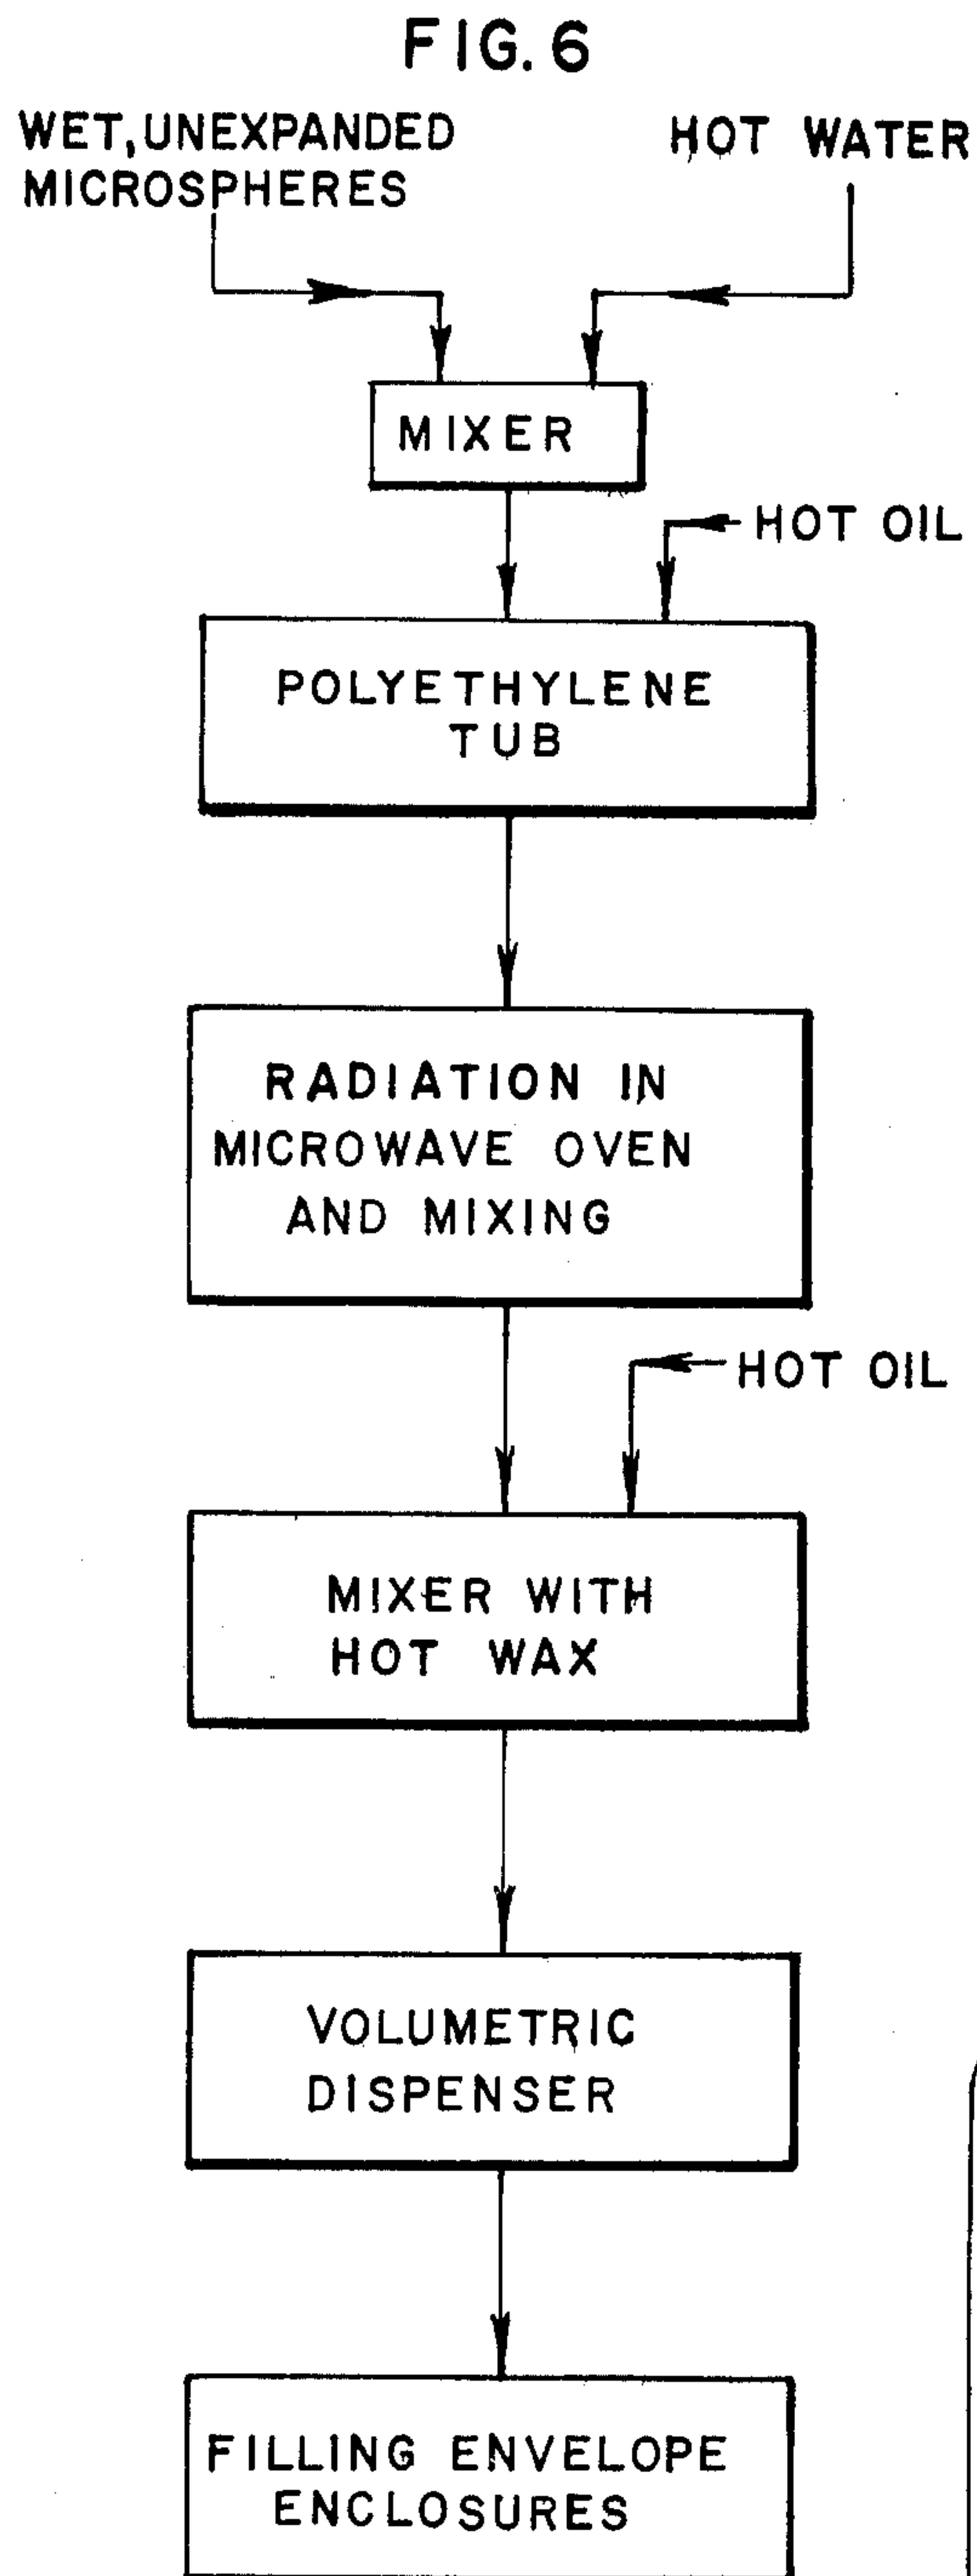 FIG. 6
WET, UNEXPANDED
MICROSPHERES
HOT WATER
MIXER
HOT OIL
POLYETHYLENE
TUB
RADIATION IN
MICROWAVE OVEN
AND MIXING
HOT OIL
MIXER WITH
HOT WAX
VOLUMETRIC
DISPENSER
FILLING ENVELOPE
ENCLOSURES